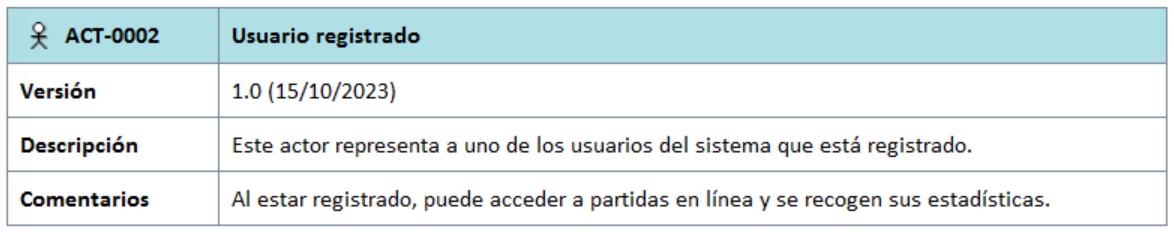 ACT-0002 Usuario registrado
Versión 1.0 (15/10/2023)
Descripción Este actor representa a uno de los usuarios del sistema que está registrado.
Comentarios Al estar registrado, puede acceder a partidas en línea y se recogen sus estadísticas.